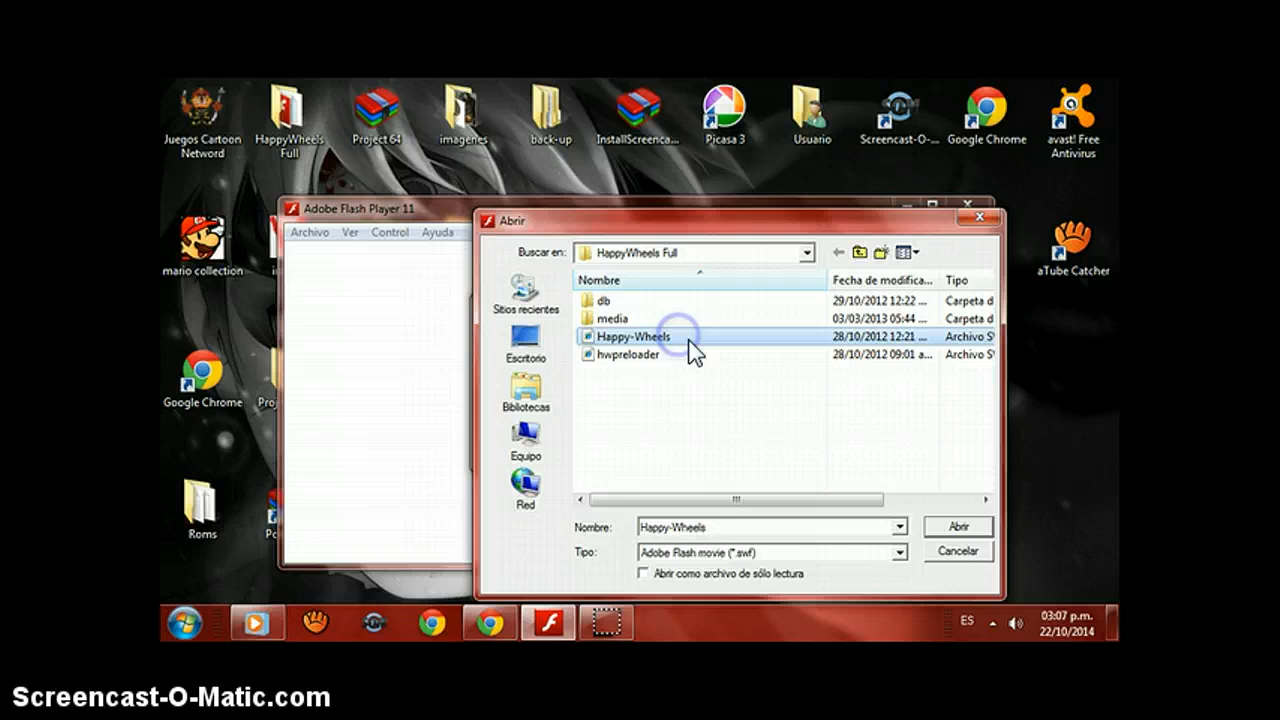 Juegos Cartoon
Netword
HappyWheels
Full
Project 64
imagenes
back-up
InstallScreenca...
Picasa 3
Usuario
Screencast-O-...
Google Chrome
avast! Free
Antivirus
mario collection
aTube Catcher
Google Chrome
Roms
Adobe Flash Player 11
Archivo Ver Control Ayuda
Abrir
Buscar en: HappyWheels Full
Nombre Fecha de modifica... Tipo
db 29/10/2012 12:22 ... Carpeta d
media 03/03/2013 05:44 ... Carpeta d
Happy-Wheels 28/10/2012 12:21 ... Archivo S
hwpreloader 28/10/2012 09:01 a... Archivo S
Sitios recientes
Escritorio
Bibliotecas
Equipo
Red
Nombre: Happy-Wheels Abrir
Tipo: Adobe Flash movie (*.swf) Cancelar
Abrir como archivo de sólo lectura
ES
03:07 p.m.
22/10/2014
Screencast-O-Matic.com